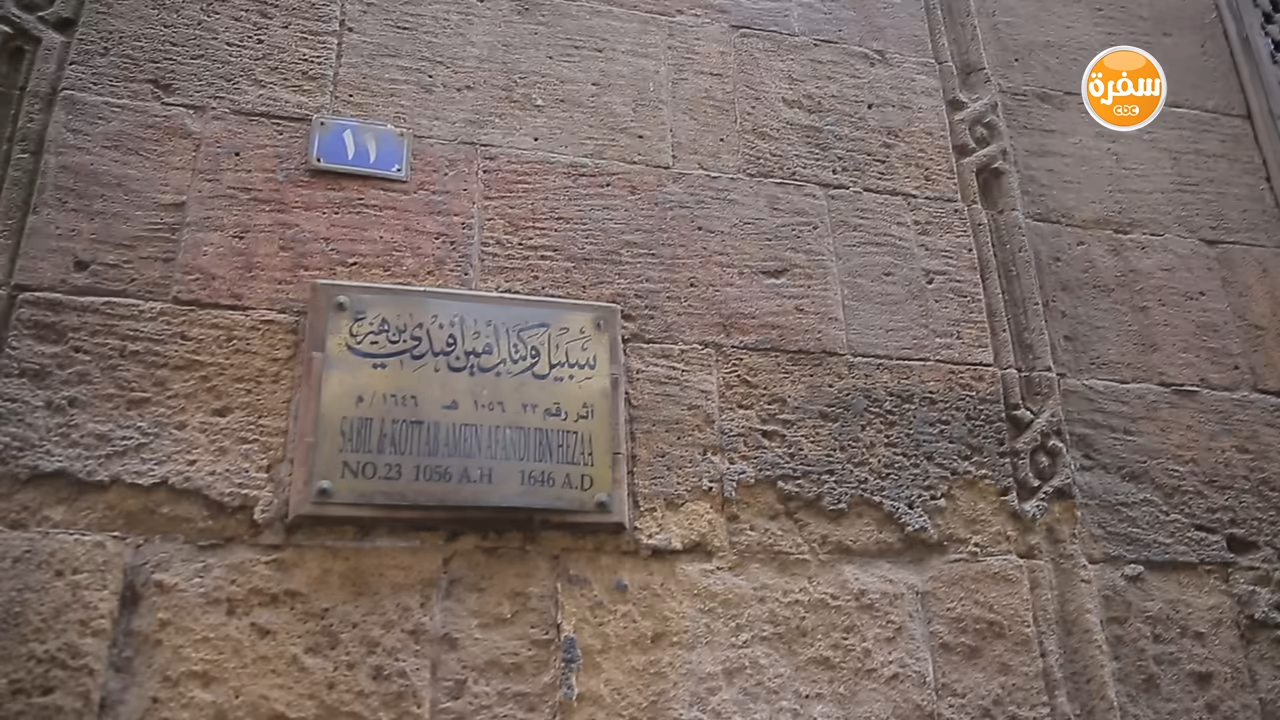 ١١
سبيل وكتاب أمين أفندي بن هيزع
أثر رقم ٢٣ ١٠٥٦ هـ ١٦٤٦ / م
SABIL & KOTTAB AMEIN AFANDI IBN HEZAA
NO.23 1056 A.H 1646 A.D
سفرة
cbc